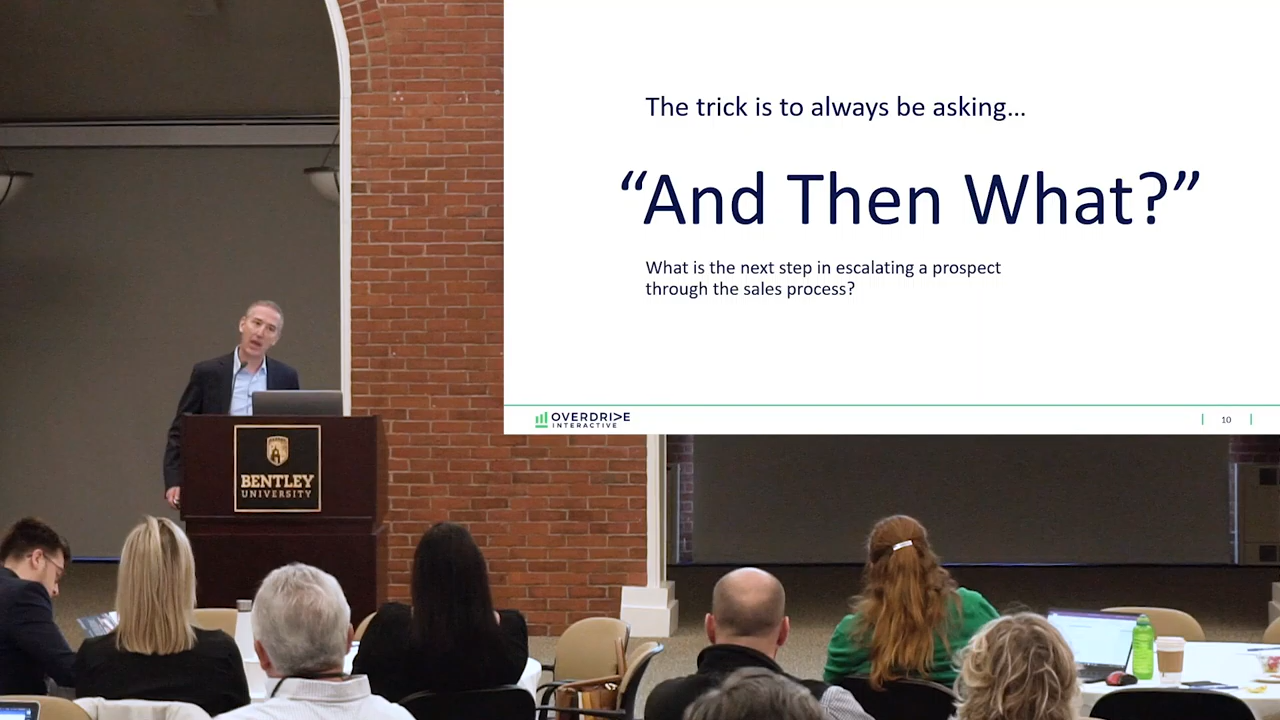 The trick is to always be asking...
“And Then What?”
What is the next step in escalating a prospect
through the sales process?
OVERDRIVE
INTERACTIVE
10
BENTLEY
UNIVERSITY